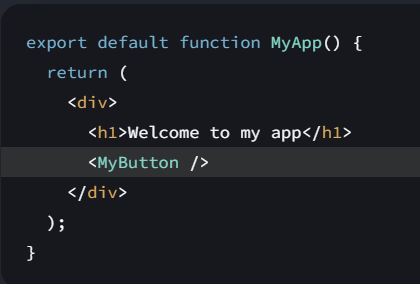 export default function MyApp() {
  return (
    <div>
      <h1>Welcome to my app</h1>
      <MyButton />
    </div>
  );
}